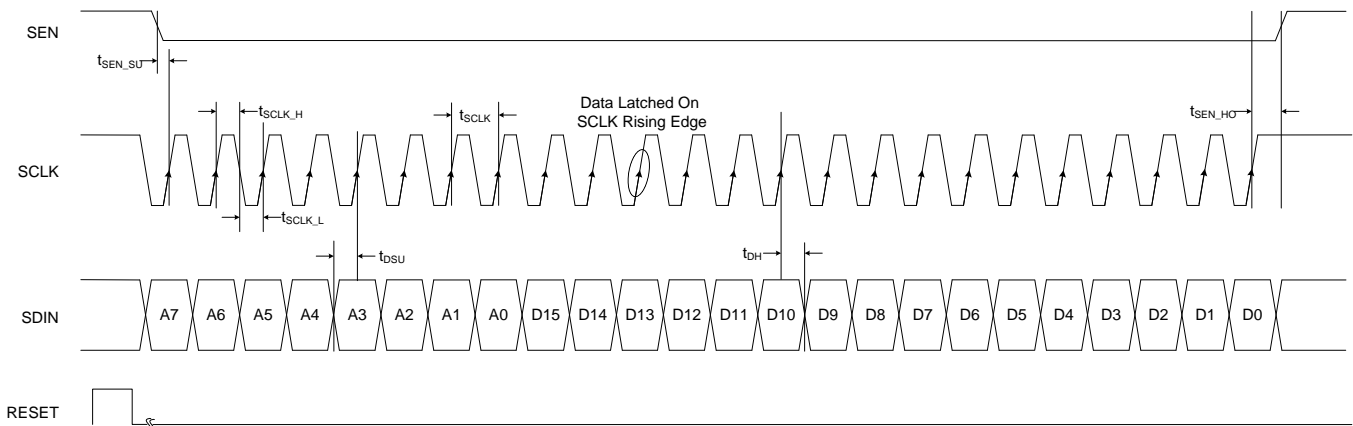 SEN
tSEN_SU
tSCLK_H
tSCLK
Data Latched On
SCLK Rising Edge
tSEN_HO
SCLK
tSCLK_L
tDSU
tDH
SDIN
A7 A6 A5 A4 A3 A2 A1 A0 D15 D14 D13 D12 D11 D10 D9 D8 D7 D6 D5 D4 D3 D2 D1 D0
RESET